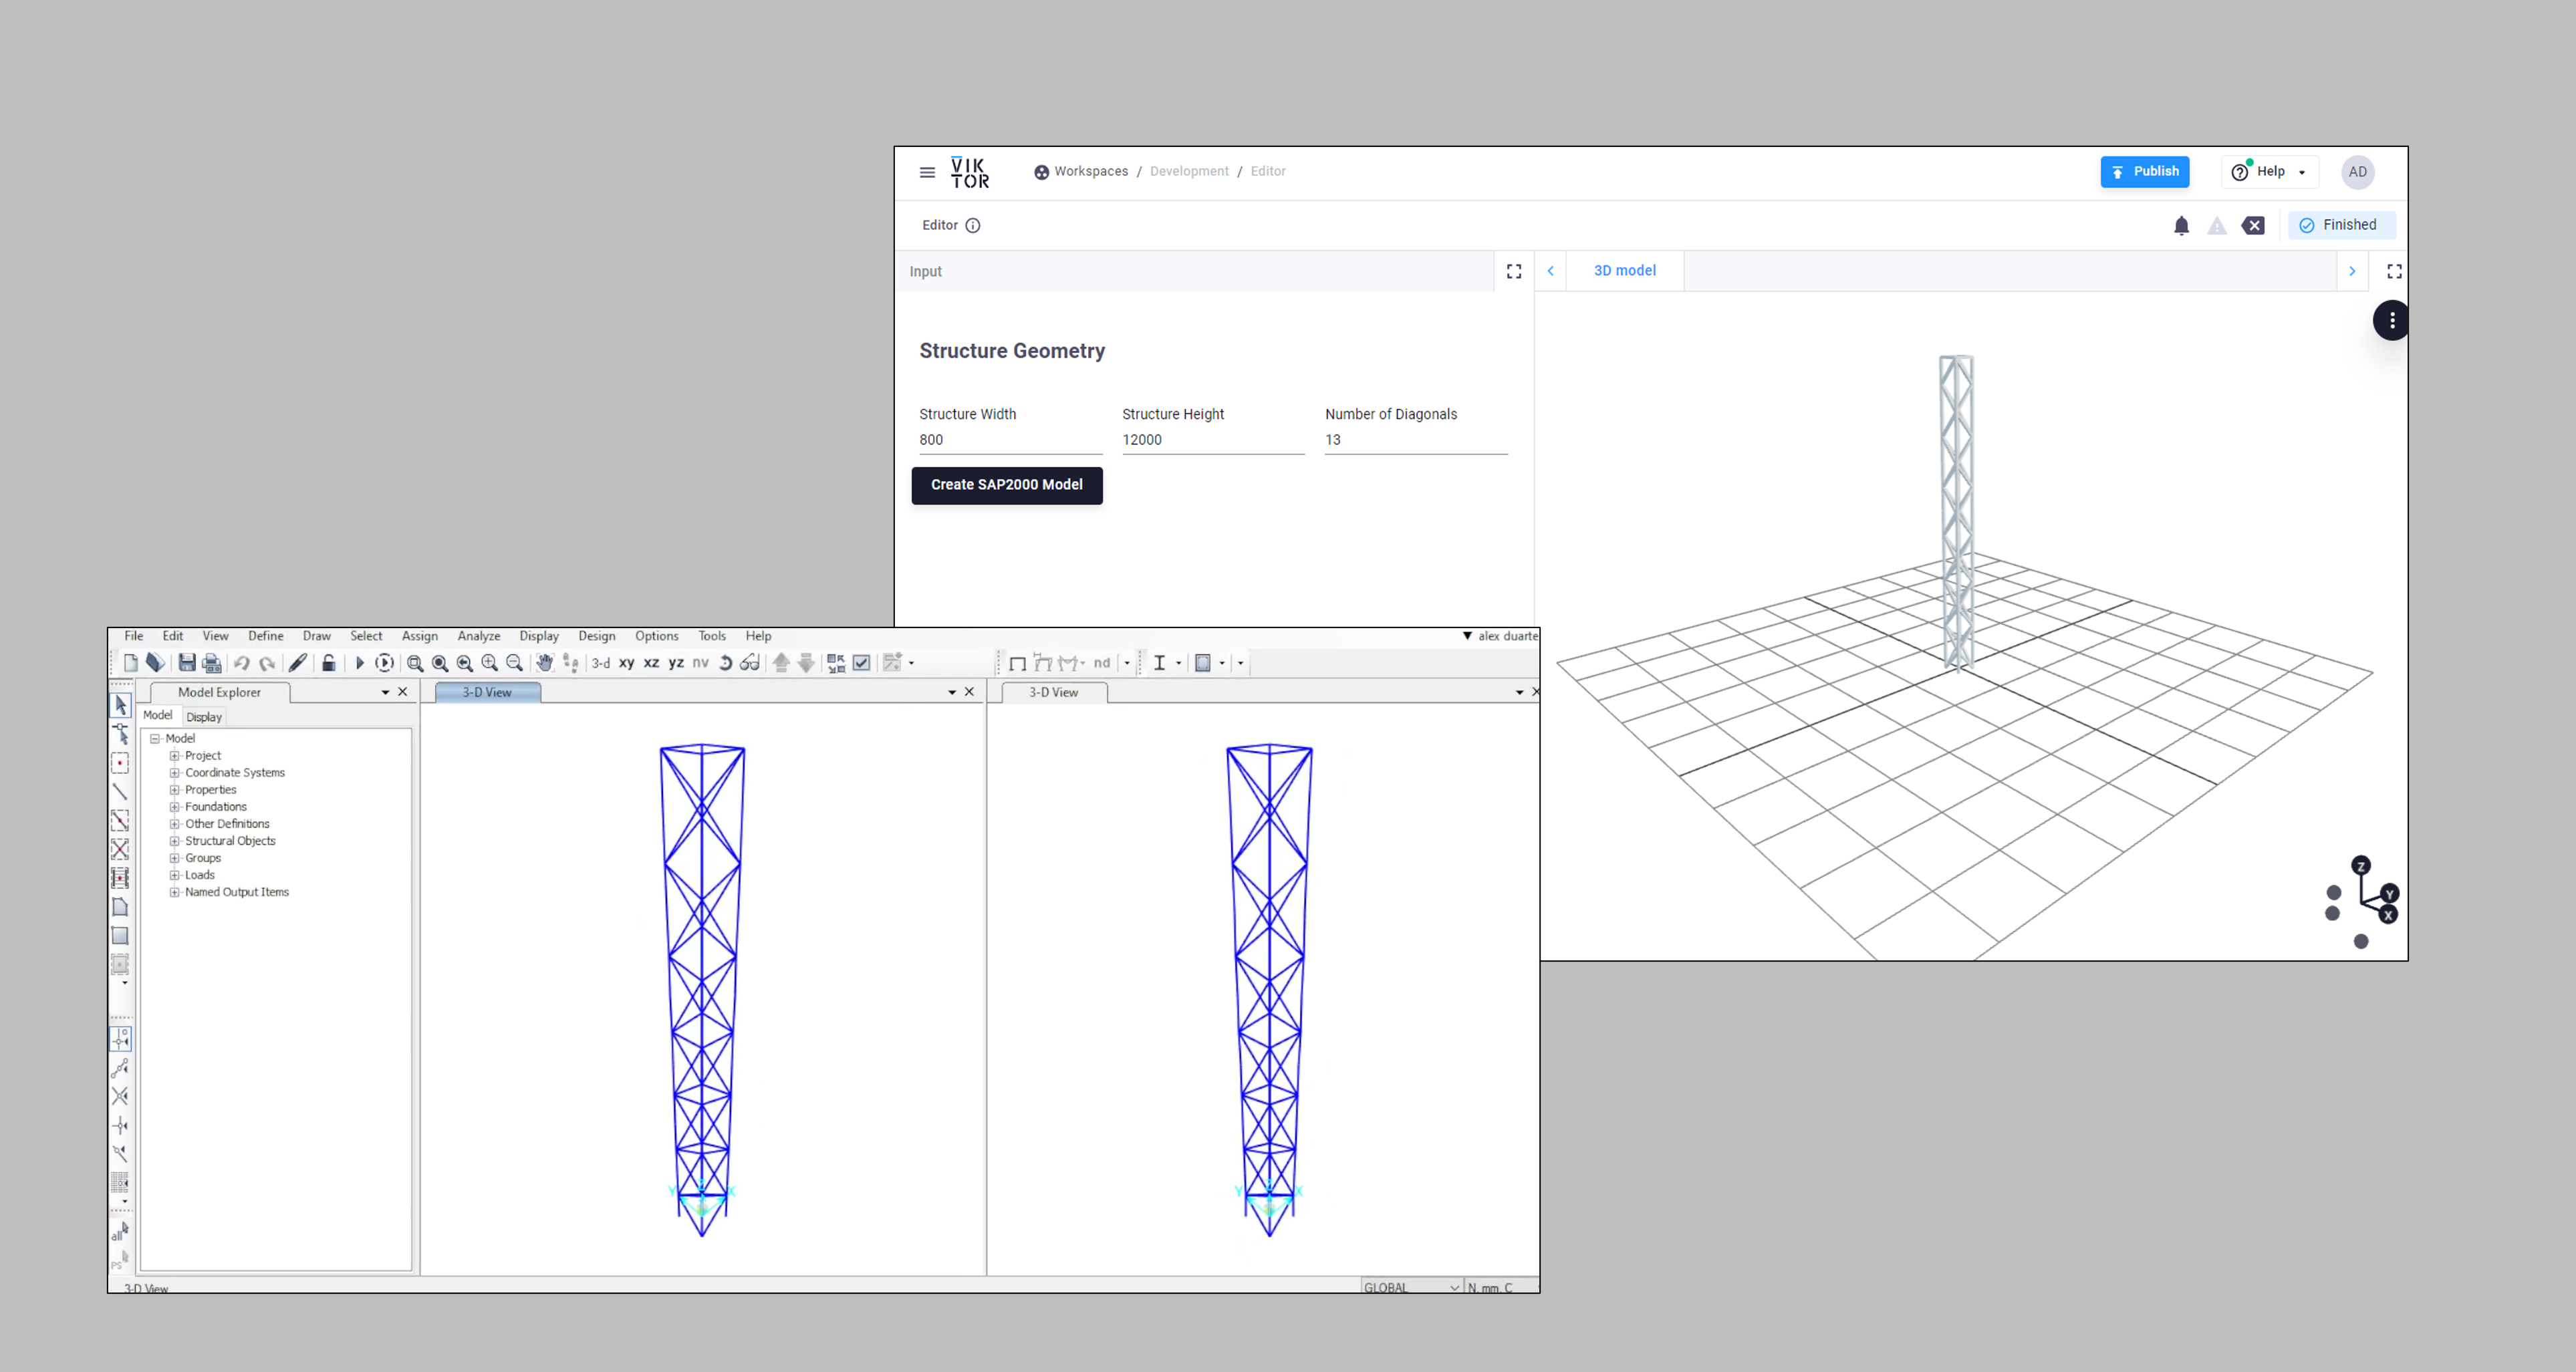 VIK
TOR
Workspaces / Development / Editor
Publish
Help
AD
Editor
Finished
Input
3D model
Structure Geometry
Structure Width
Structure Height
Number of Diagonals
800
12000
13
Create SAP2000 Model
Z
Y
X
File Edit View Define Draw Select Assign Analyze Display Design Options Tools Help
alex duarte
3-d xy xz yz nv
nd
Model Explorer
3-D View
3-D View
Model
Display
Model
Project
Coordinate Systems
Properties
Foundations
Other Definitions
Structural Objects
Groups
Loads
Named Output Items
all
PS
Y
X
Y
X
3-D View
GLOBAL
N, mm, C